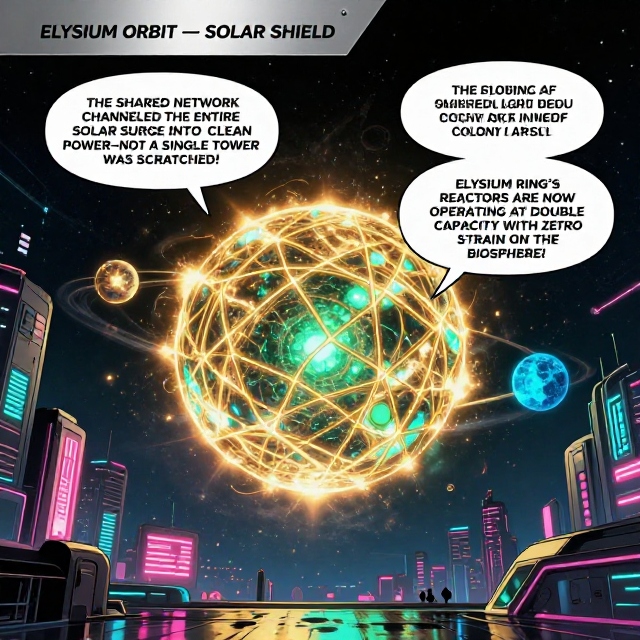 ELYSIUM ORBIT — SOLAR SHIELD
THE SHARED NETWORK
CHANNELED THE ENTIRE
SOLAR SURGE INTO CLEAN
POWER—NOT A SINGLE TOWER
WAS SCRATCHED!
THE
COLONY
ELYSIUM RING'S
REACTORS ARE NOW
OPERATING AT DOUBLE
CAPACITY WITH ZETRO
STRAIN ON THE
BIOSPHERE!